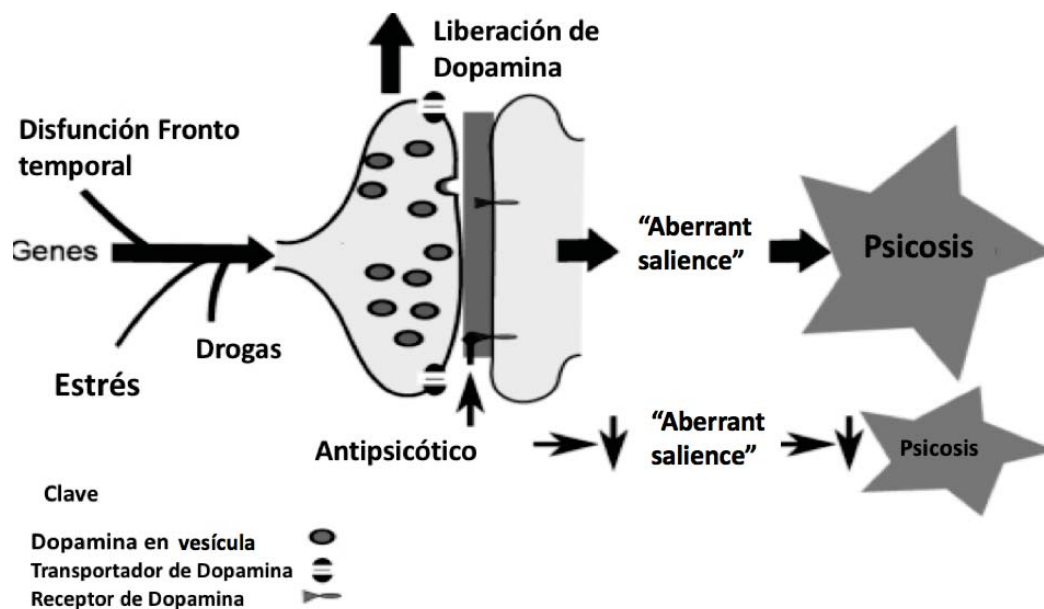 Liberación de
Dopamina
Disfunción Fronto
temporal
Genes
Drogas
Estrés
"Aberrant
salience"
Psicosis
Antipsicótico
"Aberrant
salience"
Psicosis
Clave
Dopamina en vesícula
Transportador de Dopamina
Receptor de Dopamina